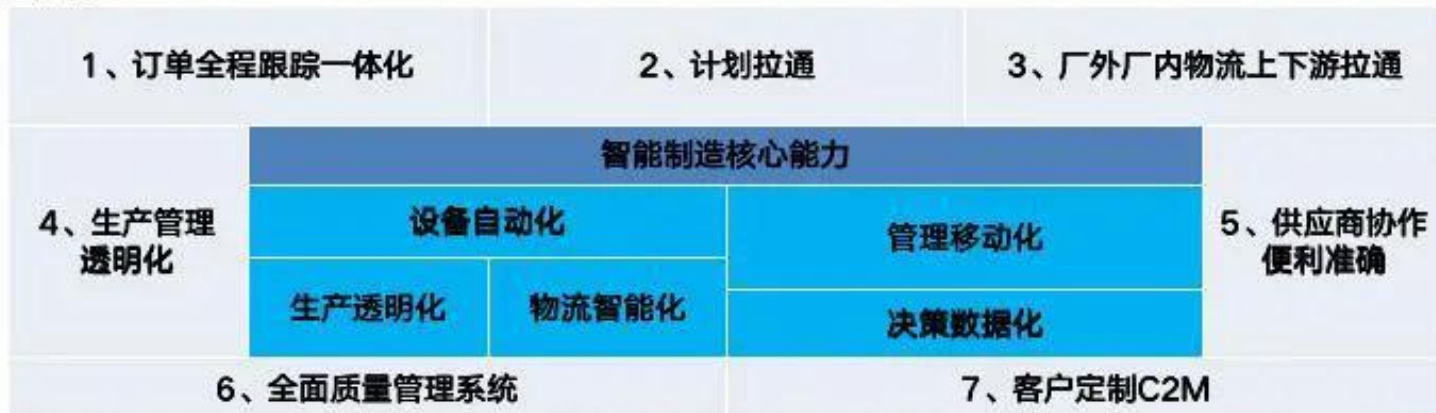 1、订单全程跟踪一体化
2、计划拉通
3、厂外厂内物流上下游拉通
智能制造核心能力
4、生产管理
透明化
设备自动化
管理移动化
5、供应商协作
便利准确
生产透明化
物流智能化
决策数据化
6、全面质量管理系统
7、客户定制C2M